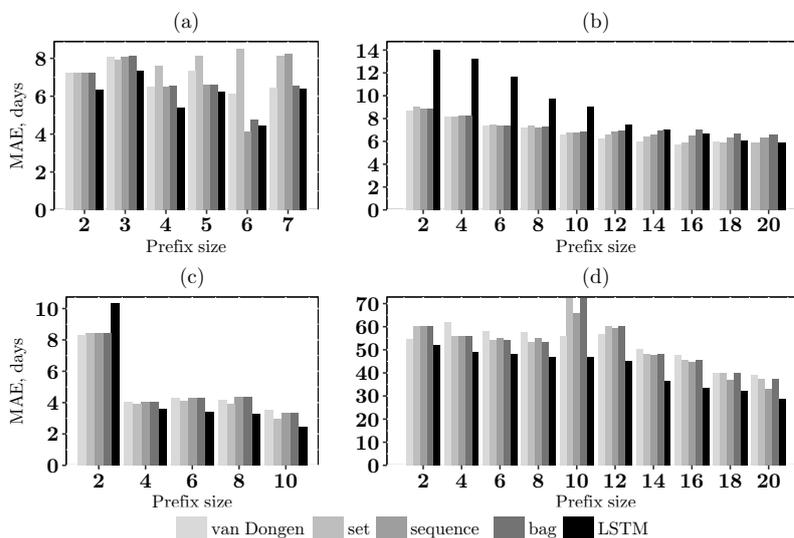 (a)
MAE, days
8
6
4
2
0
2 3 4 5 6 7
Prefix size
(b)
14
12
10
8
6
4
2
0
2 4 6 8 10 12 14 16 18 20
Prefix size
(c)
MAE, days
10
8
6
4
2
0
2 4 6 8 10
Prefix size
(d)
70
60
50
40
30
20
10
0
2 4 6 8 10 12 14 16 18 20
Prefix size
van Dongen set sequence bag LSTM